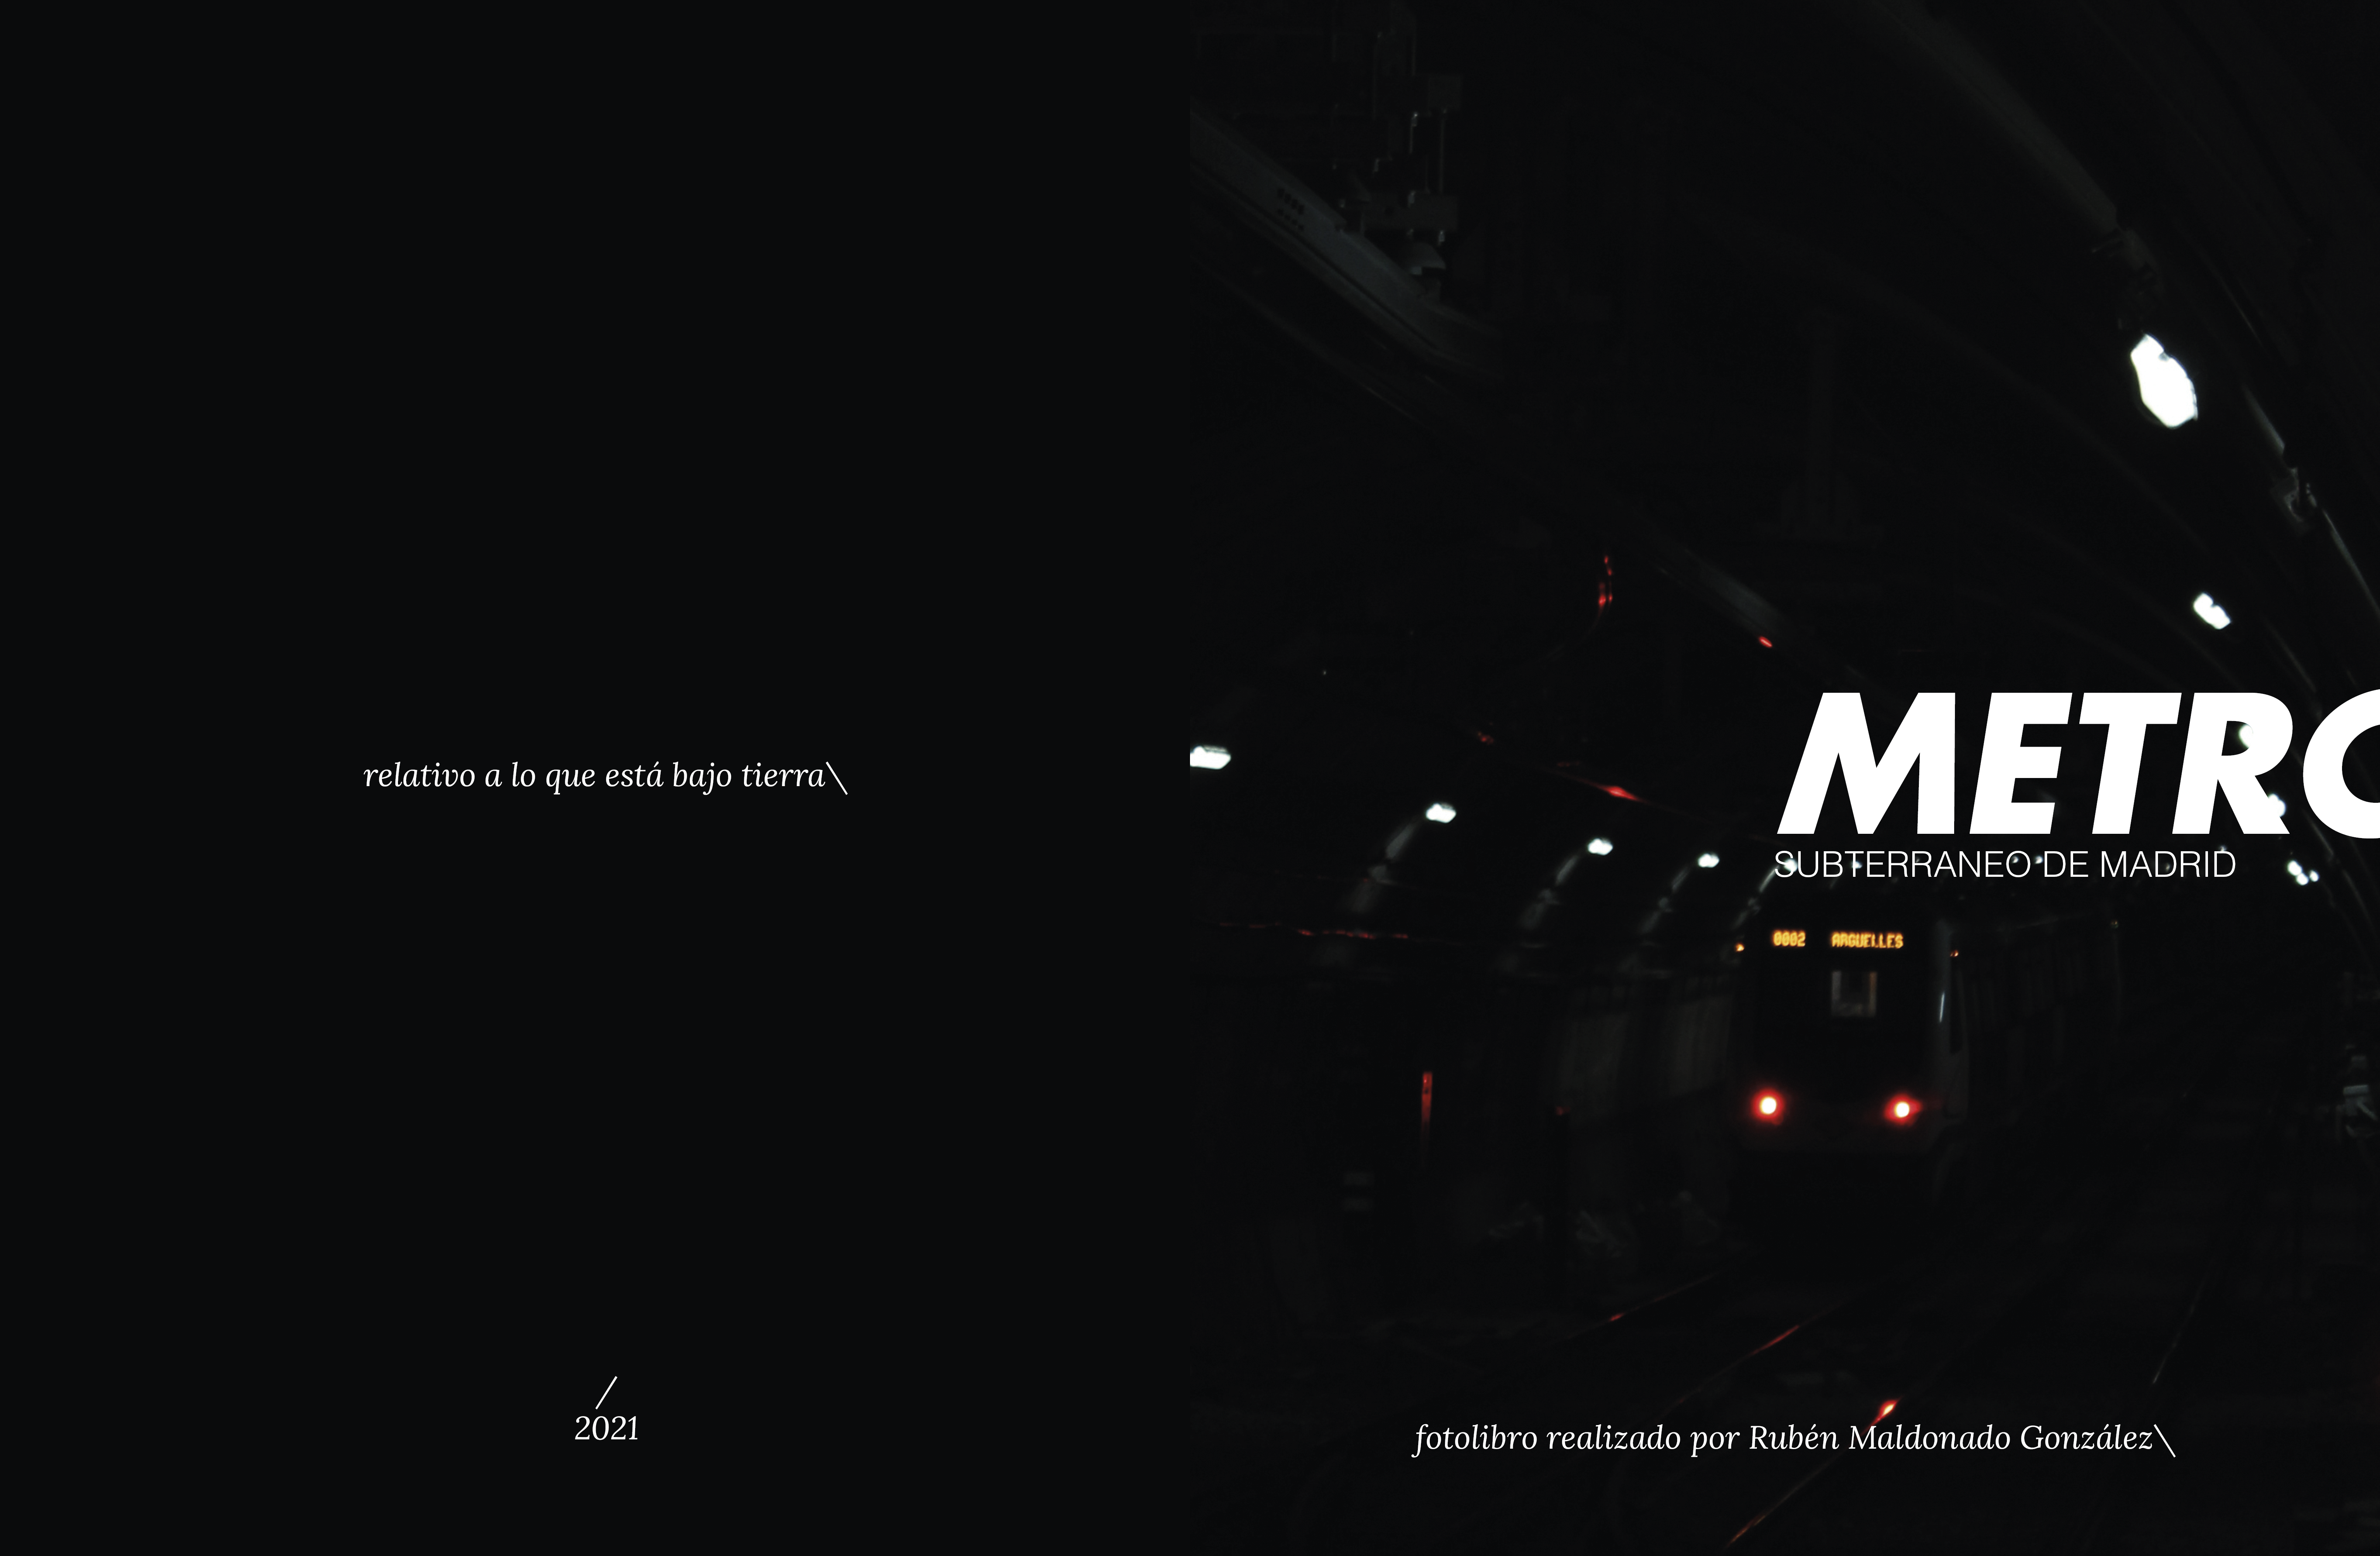 relativo a lo que está bajo tierra\
/
2021
METRO
SUBTERRANEO DE MADRID
0002 ARGUELLES
fotolibro realizado por Rubén Maldonado González\